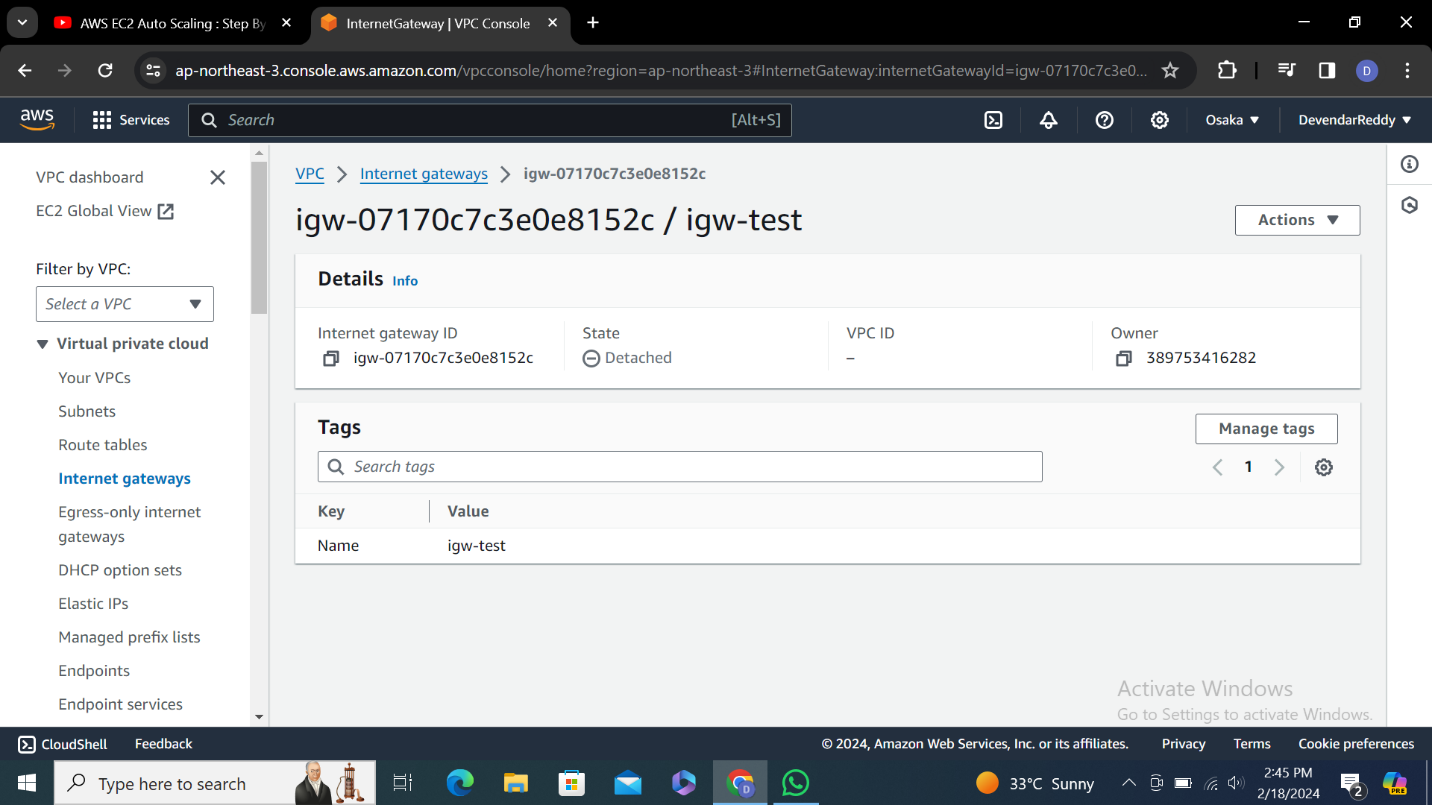 AWS EC2 Auto Scaling : Step By
InternetGateway | VPC Console
ap-northeast-3.console.aws.amazon.com/vpcconsole/home?region=ap-northeast-3#InternetGateway:internetGatewayId=igw-07170c7c3e0...
D
aws
Services
Search
[Alt+S]
Osaka
DevendarReddy
VPC dashboard
EC2 Global View
Filter by VPC:
Select a VPC
Virtual private cloud
Your VPCs
Subnets
Route tables
Internet gateways
Egress-only internet
gateways
DHCP option sets
Elastic IPs
Managed prefix lists
Endpoints
Endpoint services
VPC > Internet gateways > igw-07170c7c3e0e8152c
igw-07170c7c3e0e8152c / igw-test
Actions
Details Info
Internet gateway ID
igw-07170c7c3e0e8152c
State
Detached
VPC ID
–
Owner
389753416282
Tags
Manage tags
Search tags
1
Key Value
Name igw-test
Activate Windows
Go to Settings to activate Windows.
CloudShell Feedback
© 2024, Amazon Web Services, Inc. or its affiliates. Privacy Terms Cookie preferences
Type here to search
D
33°C Sunny
2:45 PM
2/18/2024
2
PRE